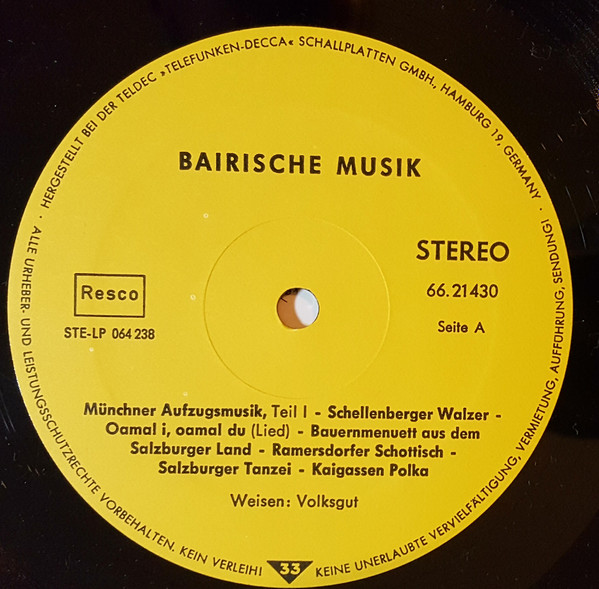 HERGESTELLT BEI DER TELDEC »TELEFUNKEN-DECCA« SCHALLPLATTEN GMBH., HAMBURG 19, GERMANY ·
BAIRISCHE MUSIK
STEREO
66.21430
Seite A
Resco
STE-LP 064 238
Münchner Aufzugsmusik, Teil I - Schellenberger Walzer -
Oamal i, oamal du (Lied) - Bauernmenuett aus dem
Salzburger Land - Ramersdorfer Schottisch -
Salzburger Tanzei - Kaigassen Polka
Weisen: Volksgut
· ALLE URHEBER- UND LEISTUNGSSCHUTZRECHTE VORBEHALTEN. KEIN VERLEIH!
33
KEINE UNERLAUBTE VERVIELFÄLTIGUNG, VERMIETUNG, AUFFÜHRUNG, SENDUNG!